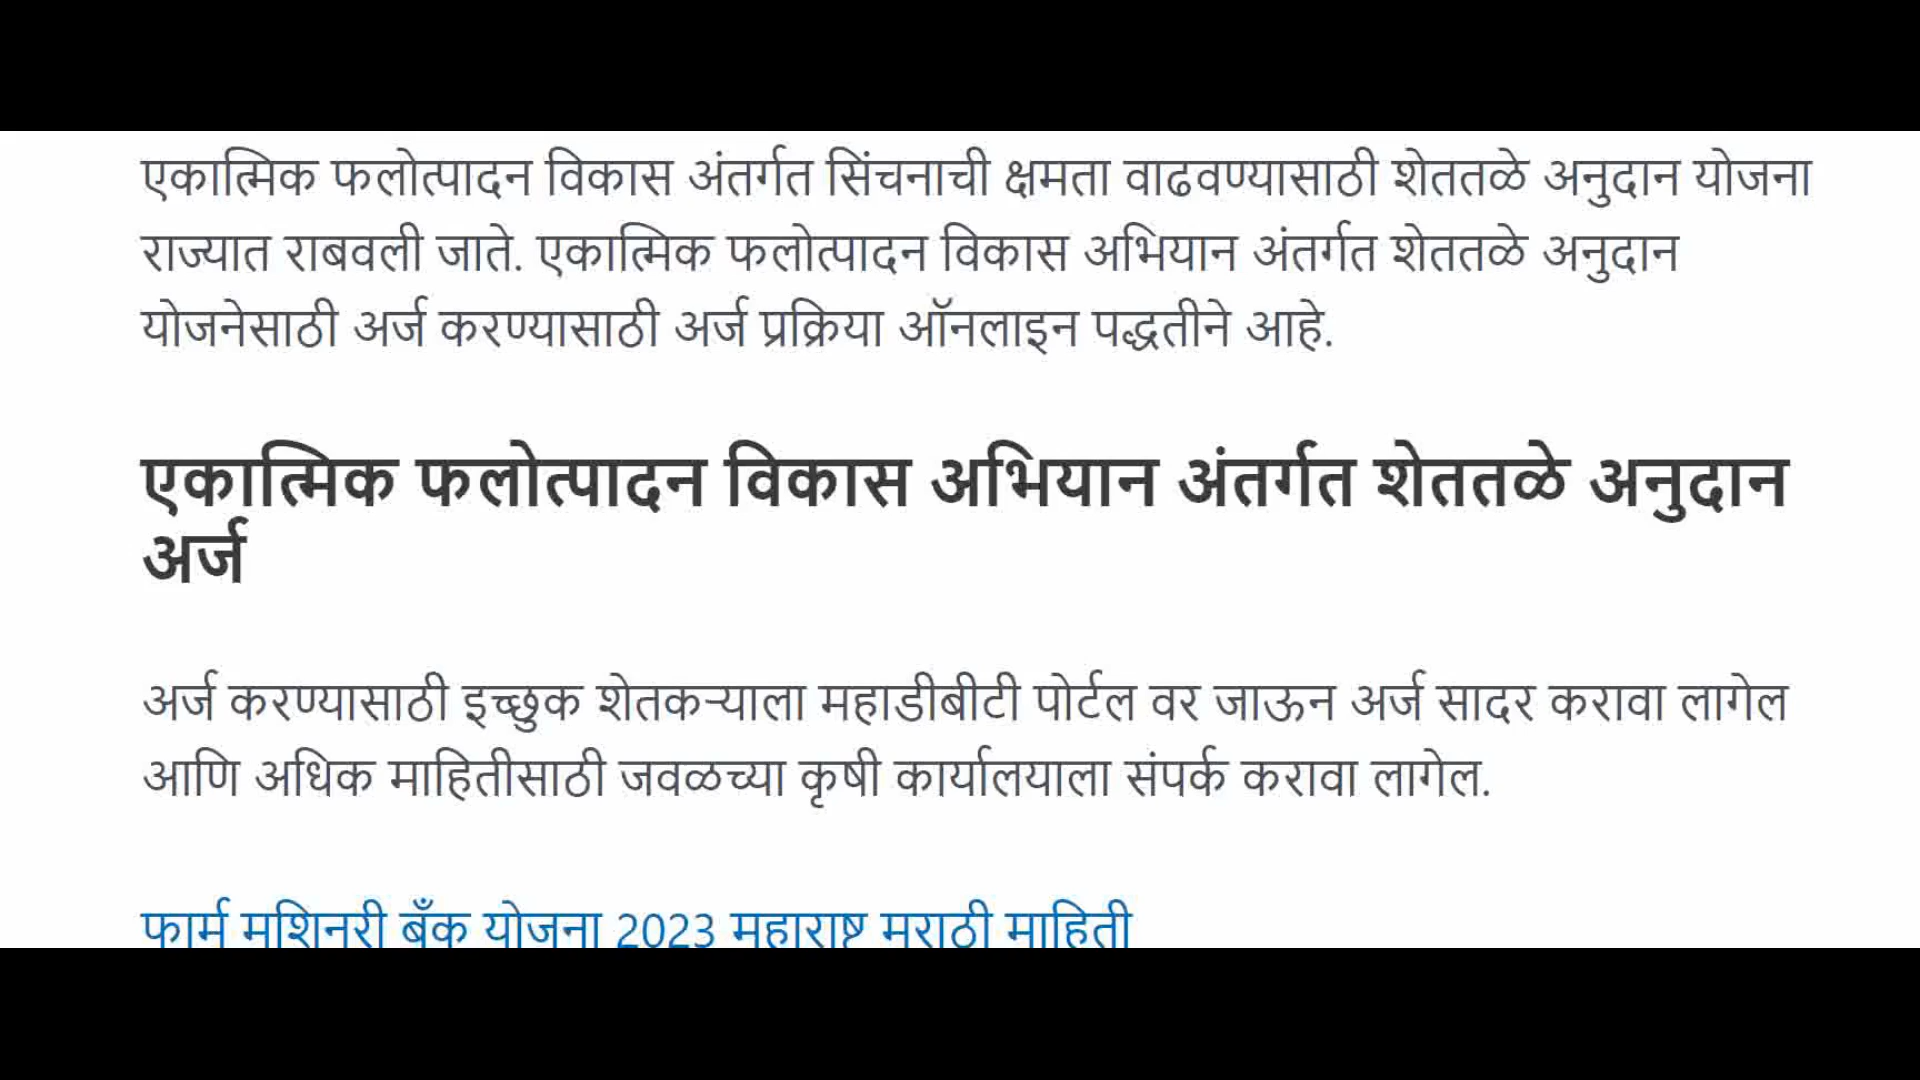 एकात्मिक फलोत्पादन विकास अंतर्गत सिंचनाची क्षमता वाढवण्यासाठी शेततळे अनुदान योजना
राज्यात राबवली जाते. एकात्मिक फलोत्पादन विकास अभियान अंतर्गत शेततळे अनुदान
योजनेसाठी अर्ज करण्यासाठी अर्ज प्रक्रिया ऑनलाइन पद्धतीने आहे.
एकात्मिक फलोत्पादन विकास अभियान अंतर्गत शेततळे अनुदान
अर्ज
अर्ज करण्यासाठी इच्छुक शेतकऱ्याला महाडीबीटी पोर्टल वर जाऊन अर्ज सादर करावा लागेल
आणि अधिक माहितीसाठी जवळच्या कृषी कार्यालयाला संपर्क करावा लागेल.
फार्म मशिनरी बँक योजना 2023 महाराष्ट्र मराठी माहिती